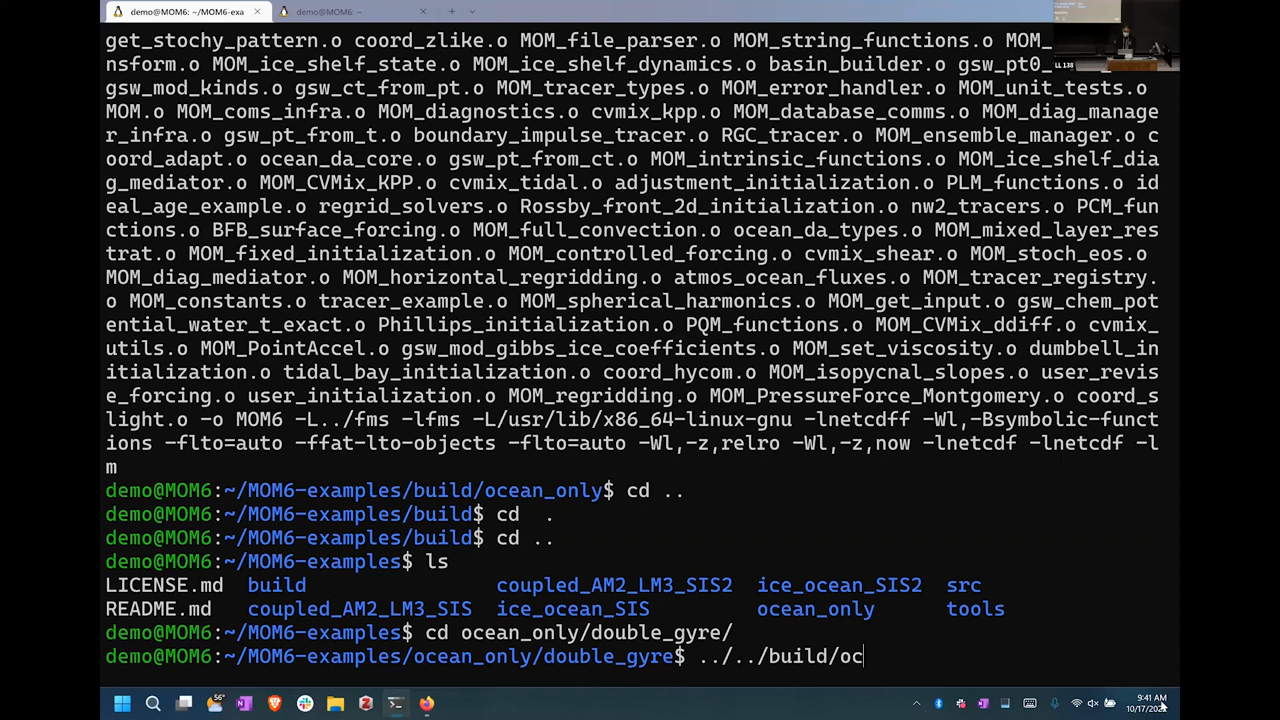 demo@MOM6: ~/MOM6-exa
demo@MOM6: ~
get_stochy_pattern.o coord_zlike.o MOM_file_parser.o MOM_string_functions.o MOM_
nsform.o MOM_ice_shelf_state.o MOM_ice_shelf_dynamics.o basin_builder.o gsw_pt0_
LL 138
gsw_mod_kinds.o gsw_ct_from_pt.o MOM_tracer_types.o MOM_error_handler.o MOM_unit_tests.o
MOM.o MOM_coms_infra.o MOM_diagnostics.o cvmix_kpp.o MOM_database_comms.o MOM_diag_manage
r_infra.o gsw_pt_from_t.o boundary_impulse_tracer.o RGC_tracer.o MOM_ensemble_manager.o c
oord_adapt.o ocean_da_core.o gsw_pt_from_ct.o MOM_intrinsic_functions.o MOM_ice_shelf_dia
g_mediator.o MOM_CVMix_KPP.o cvmix_tidal.o adjustment_initialization.o PLM_functions.o id
eal_age_example.o regrid_solvers.o Rossby_front_2d_initialization.o nw2_tracers.o PCM_fun
ctions.o BFB_surface_forcing.o MOM_full_convection.o ocean_da_types.o MOM_mixed_layer_res
trat.o MOM_fixed_initialization.o MOM_controlled_forcing.o cvmix_shear.o MOM_stoch_eos.o
MOM_diag_mediator.o MOM_horizontal_regridding.o atmos_ocean_fluxes.o MOM_tracer_registry.
o MOM_constants.o tracer_example.o MOM_spherical_harmonics.o MOM_get_input.o gsw_chem_pot
ential_water_t_exact.o Phillips_initialization.o PQM_functions.o MOM_CVMix_ddiff.o cvmix_
utils.o MOM_PointAccel.o gsw_mod_gibbs_ice_coefficients.o MOM_set_viscosity.o dumbbell_in
itialization.o tidal_bay_initialization.o coord_hycom.o MOM_isopycnal_slopes.o user_revis
e_forcing.o user_initialization.o MOM_regridding.o MOM_PressureForce_Montgomery.o coord_s
light.o -o MOM6 -L../fms -lfms -L/usr/lib/x86_64-linux-gnu -lnetcdff -Wl,-Bsymbolic-funct
ions -flto=auto -ffat-lto-objects -flto=auto -Wl,-z,relro -Wl,-z,now -lnetcdf -lnetcdf -l
m
demo@MOM6:~/MOM6-examples/build/ocean_only$ cd ..
demo@MOM6:~/MOM6-examples/build$ cd  .
demo@MOM6:~/MOM6-examples/build$ cd ..
demo@MOM6:~/MOM6-examples$ ls
LICENSE.md build coupled_AM2_LM3_SIS2 ice_ocean_SIS2 src
README.md coupled_AM2_LM3_SIS ice_ocean_SIS ocean_only tools
demo@MOM6:~/MOM6-examples$ cd ocean_only/double_gyre/
demo@MOM6:~/MOM6-examples/ocean_only/double_gyre$ ../../build/oc
56°
9:41 AM